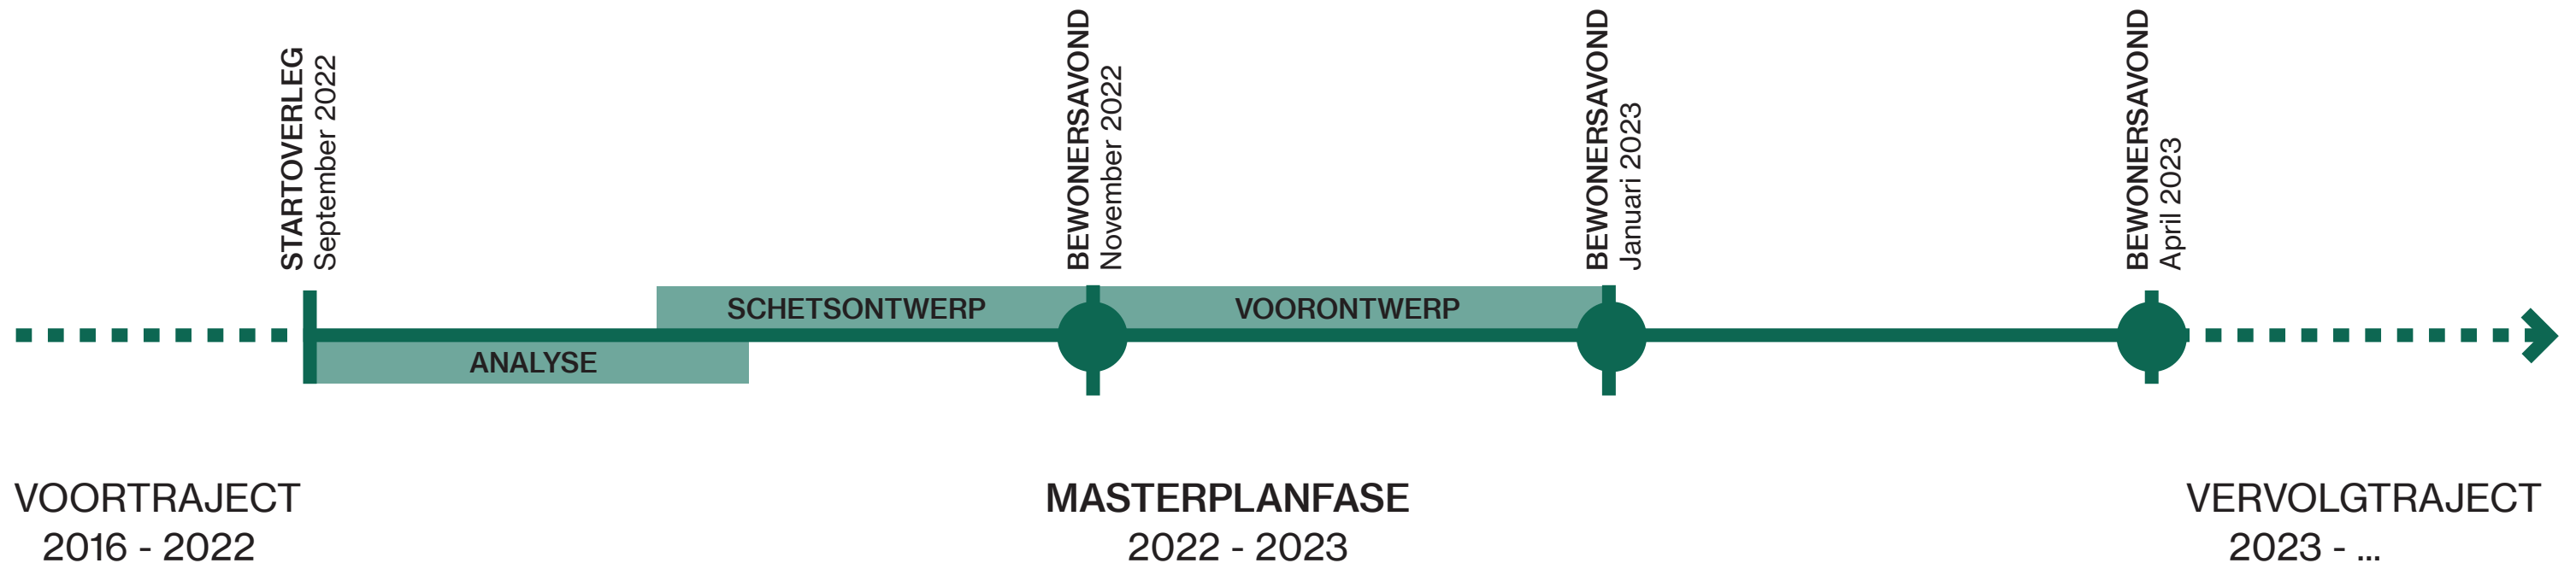 STARTOVERLEG
September 2022
BEWONERSAVOND
November 2022
BEWONERSAVOND
Januari 2023
BEWONERSAVOND
April 2023
SCHETSONTWERP
VOORONTWERP
ANALYSE
VOORTRAJECT
2016 - 2022
MASTERPLANFASE
2022 - 2023
VERVOLGTRAJECT
2023 - ...